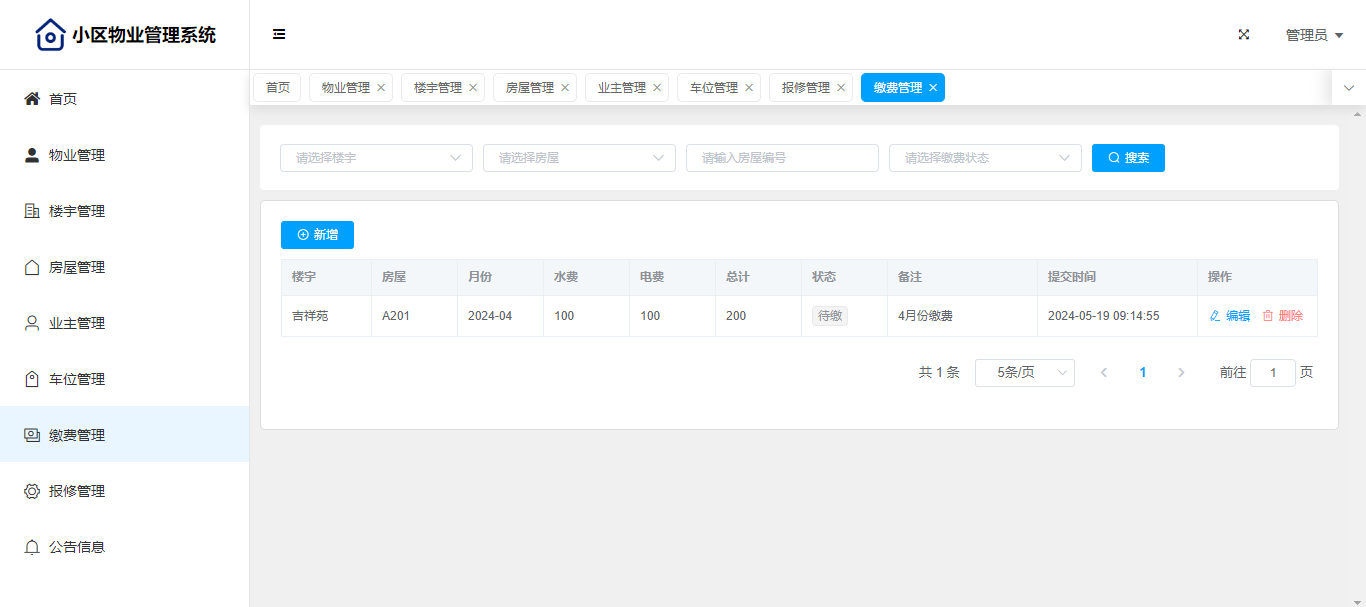 小区物业管理系统
管理员
首页
物业管理
楼宇管理
房屋管理
业主管理
车位管理
缴费管理
报修管理
公告信息
首页 物业管理 楼宇管理 房屋管理 业主管理 车位管理 报修管理 缴费管理
请选择楼宇 请选择房屋 请输入房屋编号 请选择缴费状态 搜索
新增
楼宇 房屋 月份 水费 电费 总计 状态 备注 提交时间 操作
吉祥苑 A201 2024-04 100 100 200 待缴 4月份缴费 2024-05-19 09:14:55 编辑 删除
共 1 条 5条/页 1 前往 1 页